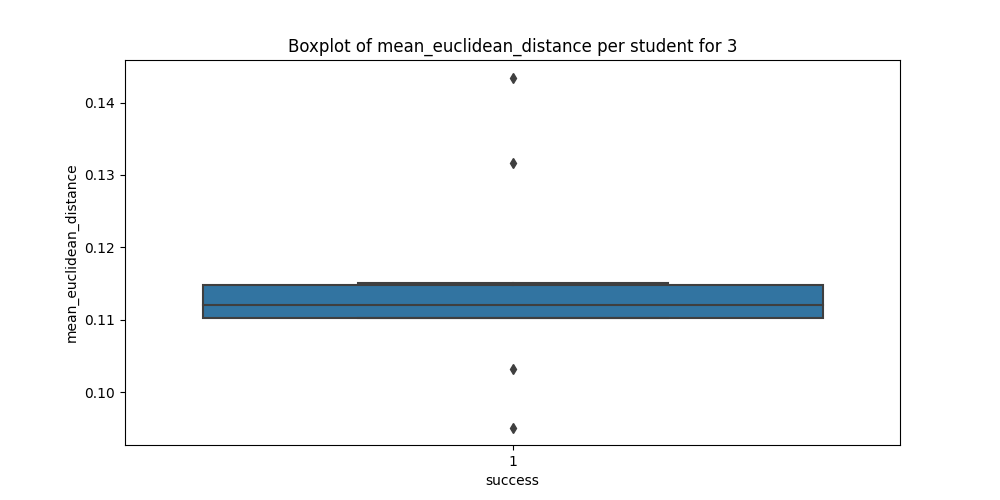 Boxplot of mean_euclidean_distance per student for 3
mean_euclidean_distance
0.14
0.13
0.12
0.11
0.10
1
success